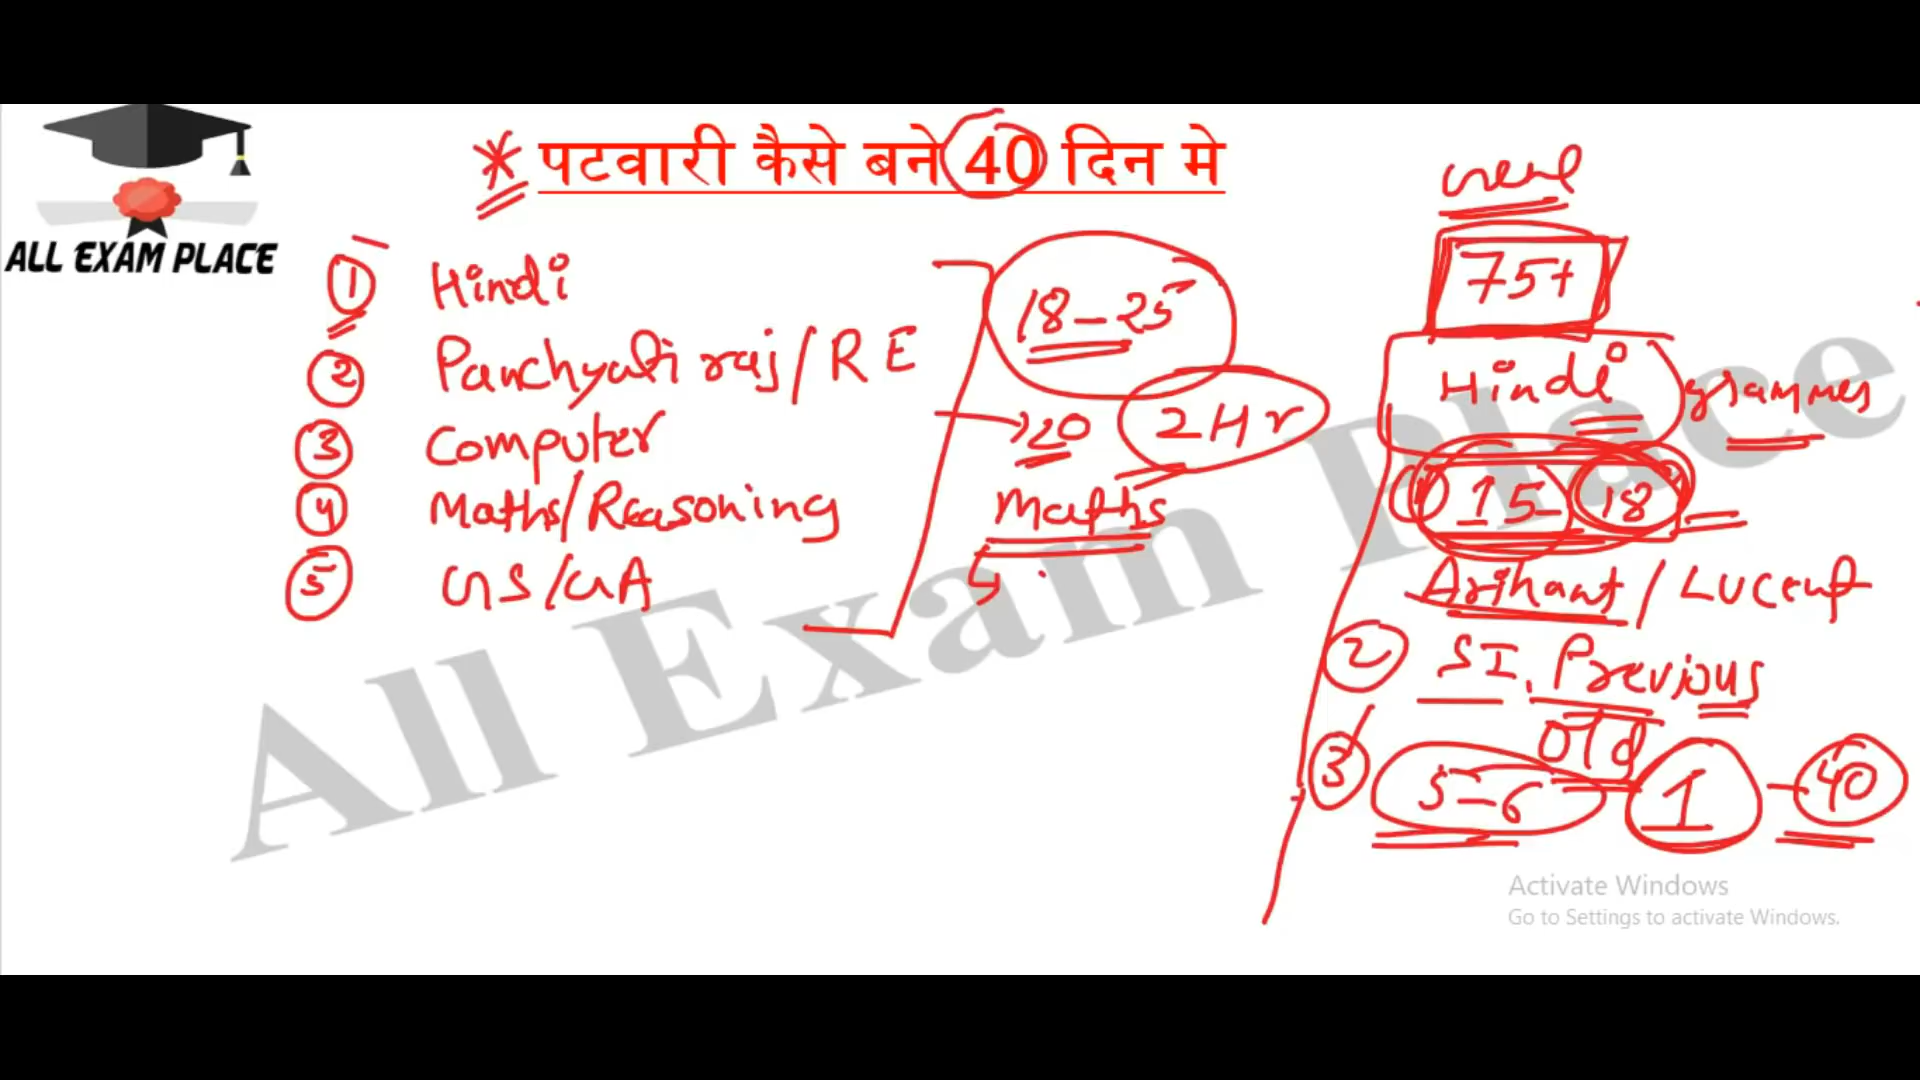 ALL EXAM PLACE
* पटवारी कैसे बने 40 दिन मे
1 Hindi
2 Panchyati raj/RE
3 Computer
4 Maths/Reasoning
5 GS/GA
18-25
20 2Hr
Maths
75+
Hindi grammer
15 18
Arihant/Lucent
2 SI, Previous
old
3 5-6 1 - 40
All Exam Place
Activate Windows
Go to Settings to activate Windows.